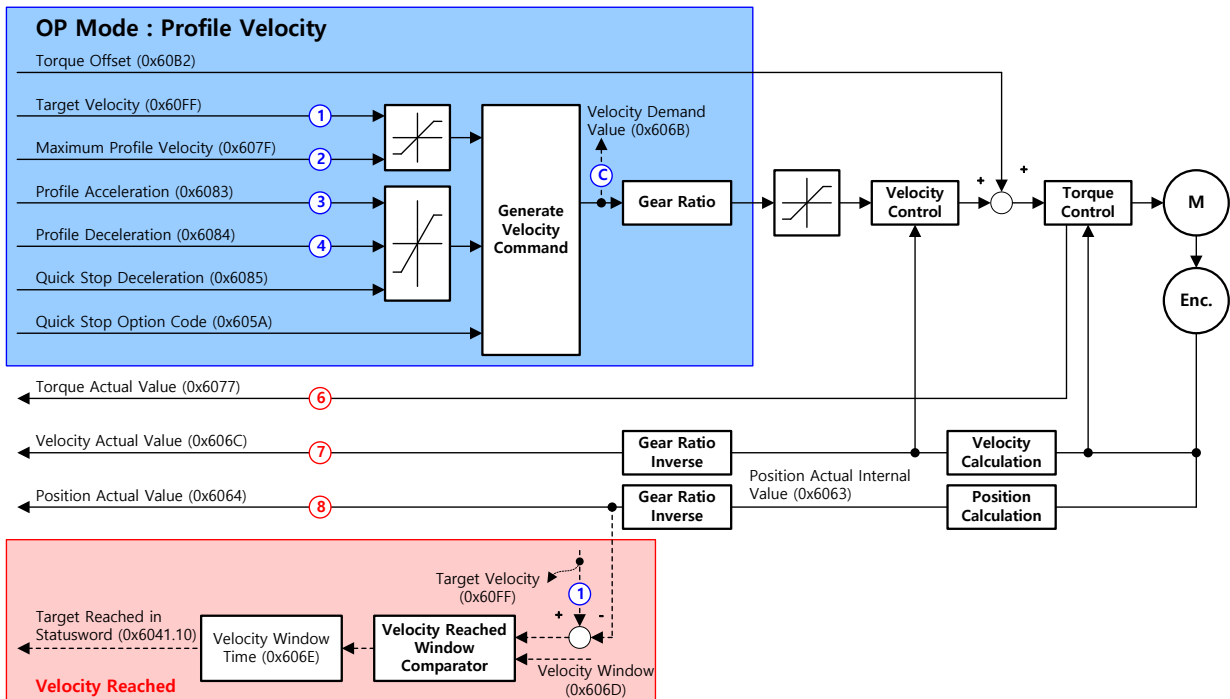 OP Mode : Profile Velocity
Torque Offset (0x60B2)
Target Velocity (0x60FF)
1
Velocity Demand
Value (0x606B)
Maximum Profile Velocity (0x607F)
2
Profile Acceleration (0x6083)
3
C
Profile Deceleration (0x6084)
4
Quick Stop Deceleration (0x6085)
Quick Stop Option Code (0x605A)
Generate
Velocity
Command
Gear Ratio
Velocity
Control
+
+
Torque
Control
M
Enc.
Torque Actual Value (0x6077)
6
Velocity Actual Value (0x606C)
7
Gear Ratio
Inverse
Velocity
Calculation
Position Actual Value (0x6064)
8
Gear Ratio
Inverse
Position Actual Internal
Value (0x6063)
Position
Calculation
Target Velocity
(0x60FF)
1
+
-
Target Reached in
Statusword (0x6041.10)
Velocity Window
Time (0x606E)
Velocity Reached
Window
Comparator
Velocity Window
(0x606D)
Velocity Reached